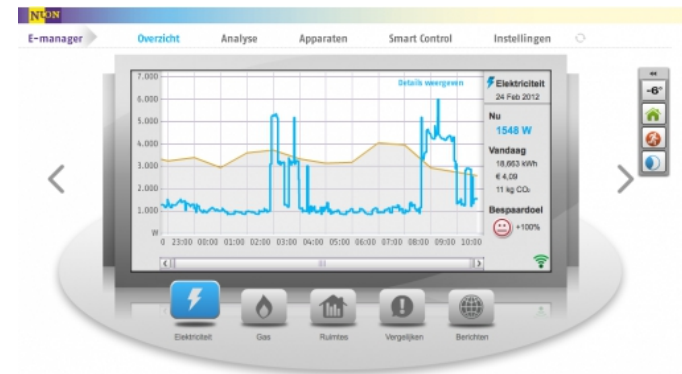 NUON
E-manager
Overzicht Analyse Apparaten Smart Control Instellingen
7.000
6.000
5.000
4.000
3.000
2.000
1.000
W
Details weergeven
0 23:00 00:00 01:00 02:00 03:00 04:00 05:00 06:00 07:00 08:00 09:00 10:00
Elektriciteit
24 Feb 2012
Nu
1548 W
Vandaag
18,663 kWh
€ 4,09
11 kg CO₂
Bespaardoel
+100%
-6°
Elektriciteit Gas Ruimtes Vergelijken Berichten